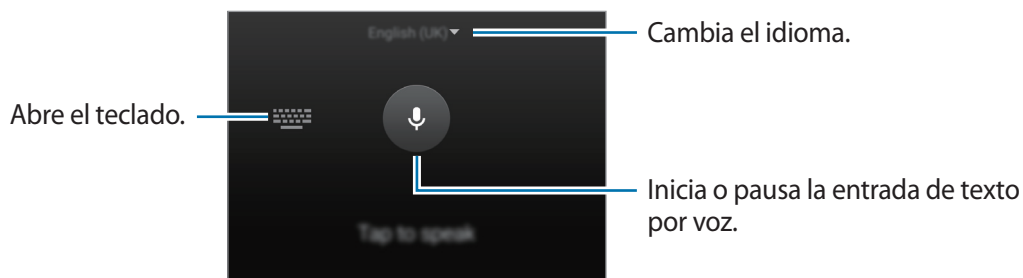 English (UK)
Cambia el idioma.
Abre el teclado.
Inicia o pausa la entrada de texto
por voz.
Tap to speak